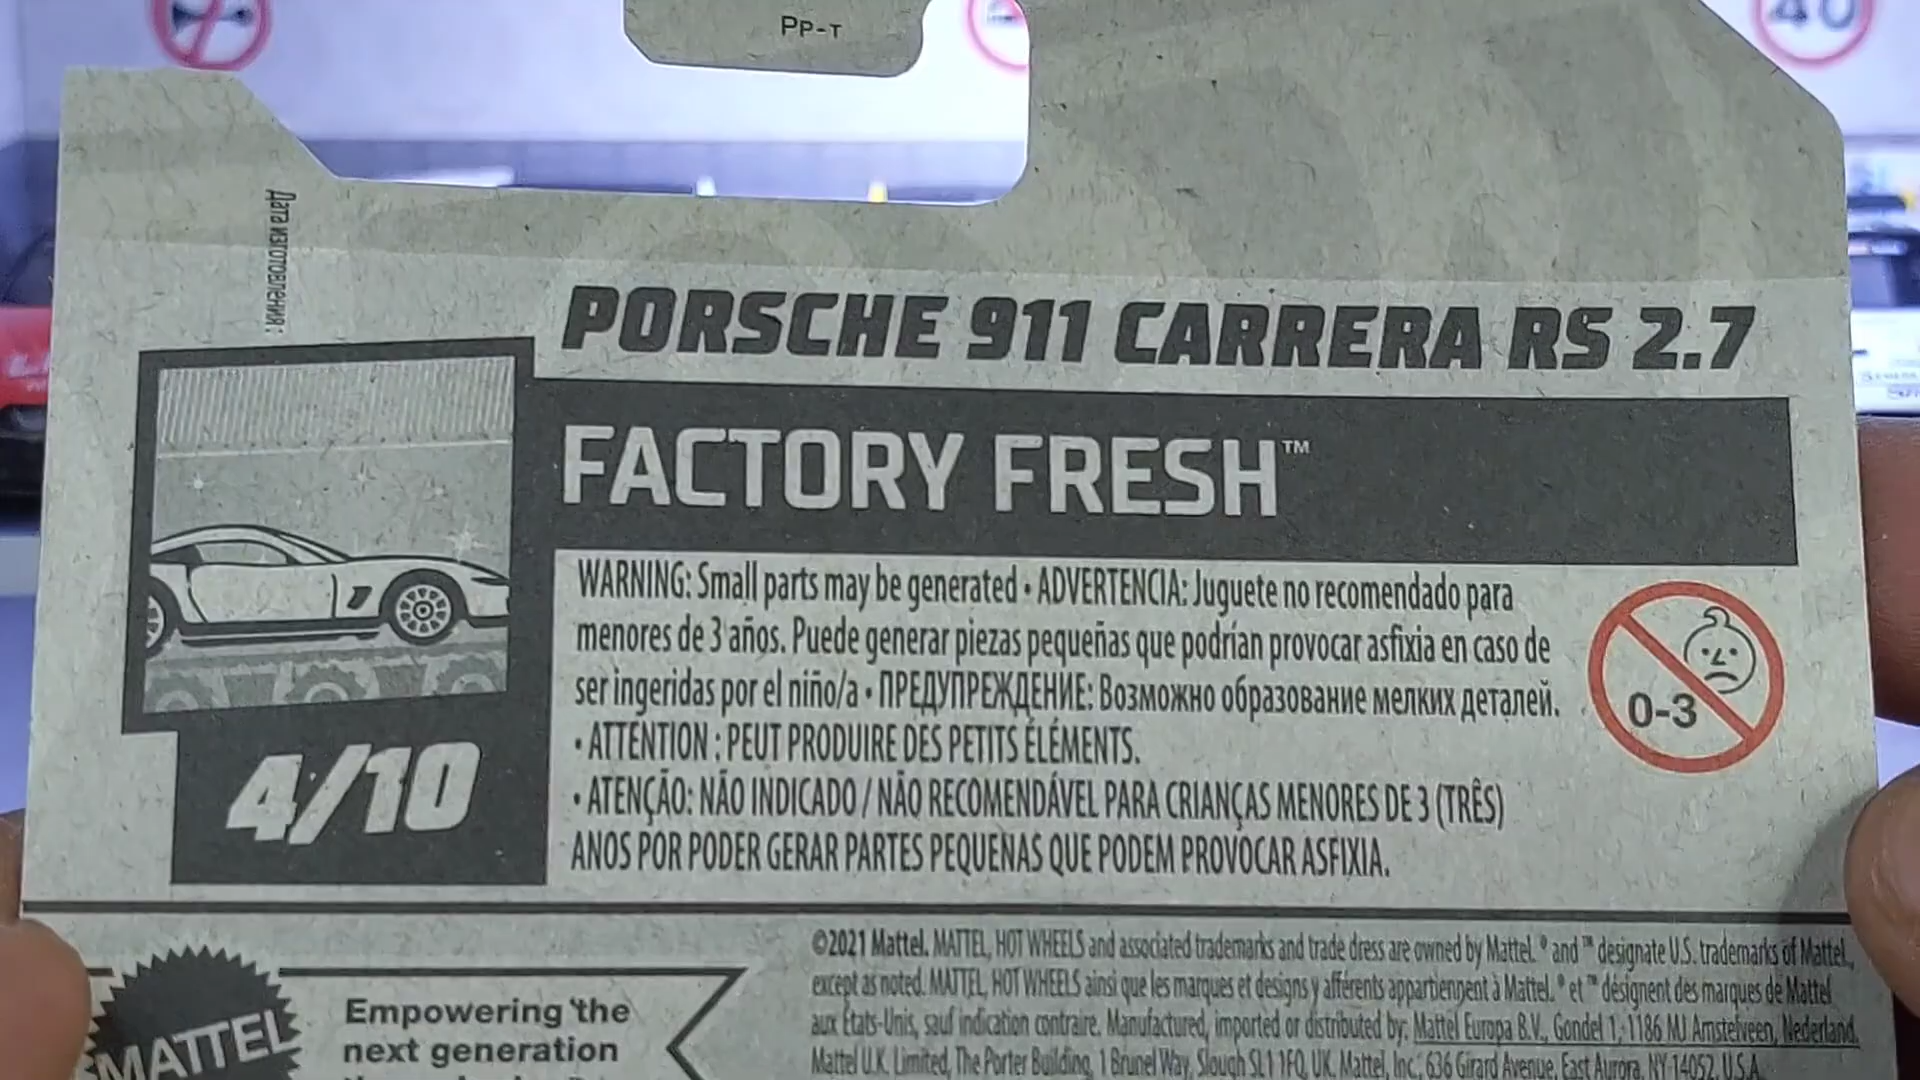 Pp-т
40
Дата изготовления:
PORSCHE 911 CARRERA RS 2.7
FACTORY FRESH™
WARNING: Small parts may be generated • ADVERTENCIA: Juguete no recomendado para
menores de 3 años. Puede generar piezas pequeñas que podrían provocar asfixia en caso de
ser ingeridas por el niño/a • ПРЕДУПРЕЖДЕНИЕ: Возможно образование мелких деталей.
• ATTENTION : PEUT PRODUIRE DES PETITS ÉLÉMENTS.
• ATENÇÃO: NÃO INDICADO / NÃO RECOMENDÁVEL PARA CRIANÇAS MENORES DE 3 (TRÊS)
ANOS POR PODER GERAR PARTES PEQUENAS QUE PODEM PROVOCAR ASFIXIA.
0-3
4/10
©2021 Mattel. MATTEL, HOT WHEELS and associated trademarks and trade dress are owned by Mattel. ® and ™ designate U.S. trademarks of Mattel,
except as noted. MATTEL, HOT WHEELS ainsi que les marques et designs y afférents appartiennent à Mattel. ® et ™ désignent des marques de Mattel
aux États-Unis, sauf indication contraire. Manufactured, imported or distributed by: Mattel Europa B.V., Gondel 1, 1186 MJ Amstelveen, Nederland.
Mattel U.K. Limited, The Porter Building, 1 Brunel Way, Slough SL1 1FQ, UK. Mattel, Inc., 636 Girard Avenue, East Aurora, NY 14052, U.S.A.
MATTEL
Empowering the
next generation